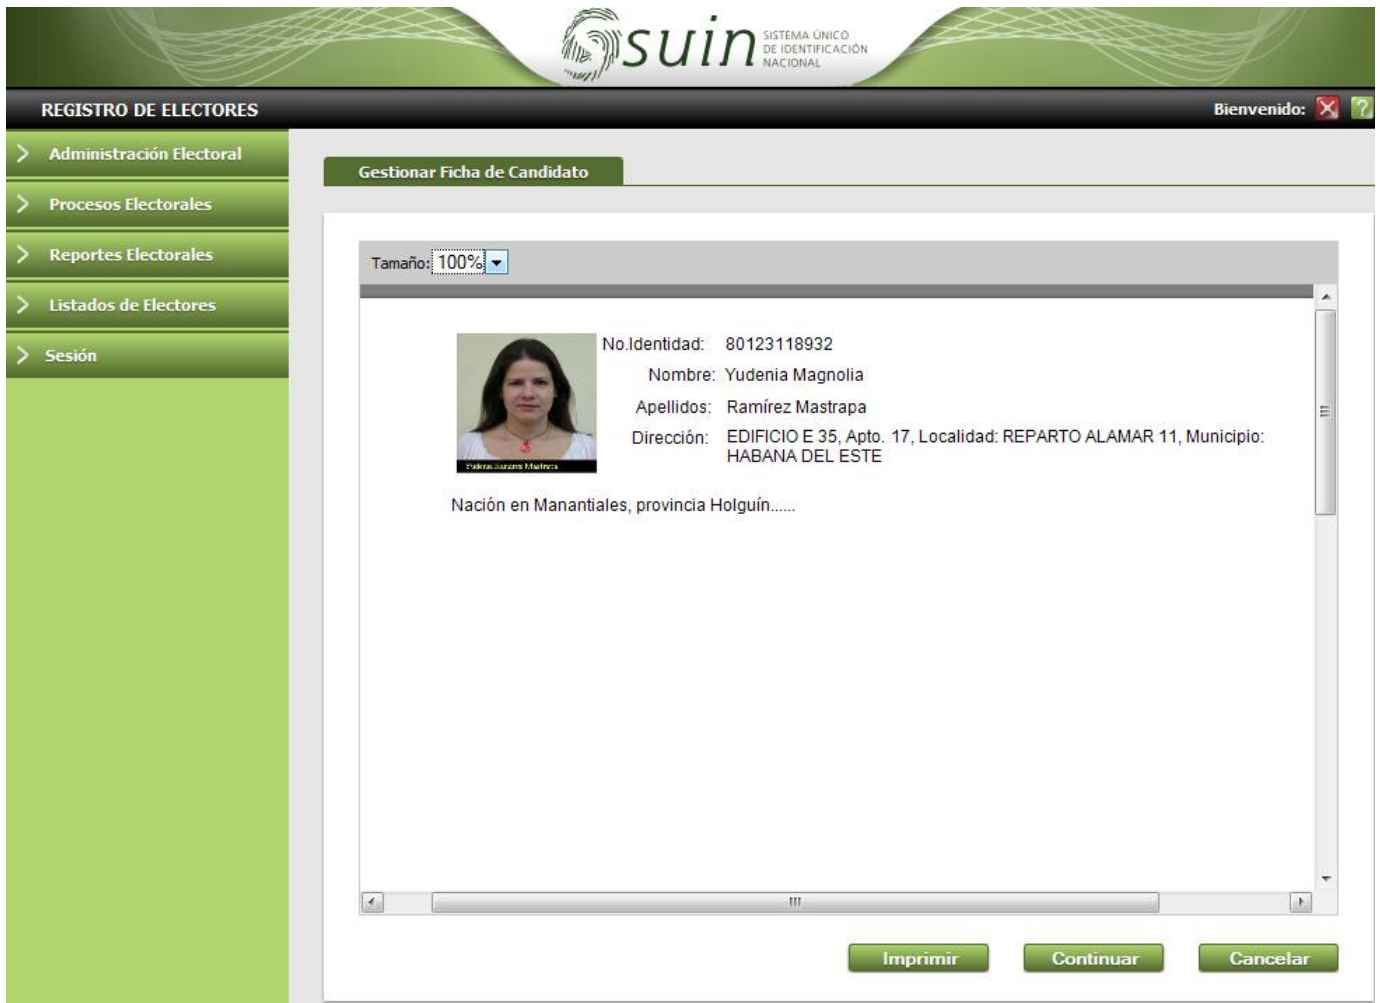 suin SISTEMA ÚNICO
DE IDENTIFICACIÓN
NACIONAL
REGISTRO DE ELECTORES
Bienvenido:
Administración Electoral
Procesos Electorales
Reportes Electorales
Listados de Electores
Sesión
Gestionar Ficha de Candidato
Tamaño: 100%
No.Identidad: 80123118932
Nombre: Yudenia Magnolia
Apellidos: Ramírez Mastrapa
Dirección: EDIFICIO E 35, Apto. 17, Localidad: REPARTO ALAMAR 11, Municipio:
HABANA DEL ESTE
Nación en Manantiales, provincia Holguín......
Imprimir Continuar Cancelar